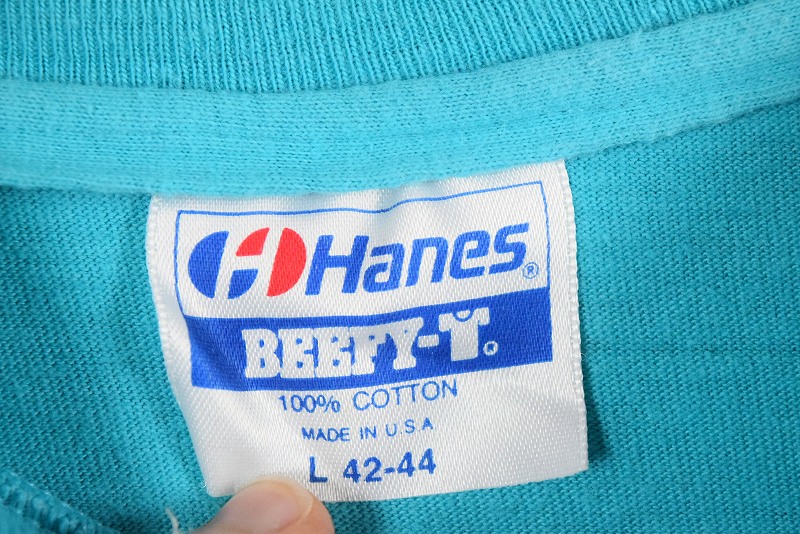 Hanes®
BEEFY-T®
100% COTTON
MADE IN U.S.A
L 42-44